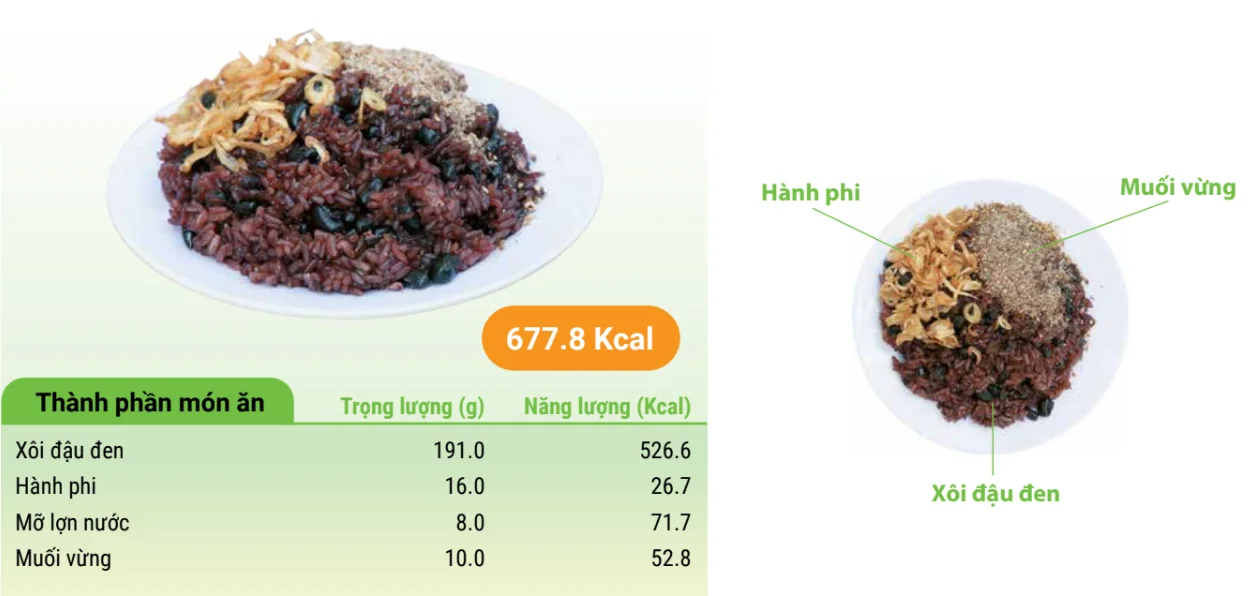 677.8 Kcal
Thành phần món ăn Trọng lượng (g) Năng lượng (Kcal)
Xôi đậu đen 191.0 526.6
Hành phi 16.0 26.7
Mỡ lợn nước 8.0 71.7
Muối vừng 10.0 52.8
Hành phi
Muối vừng
Xôi đậu đen